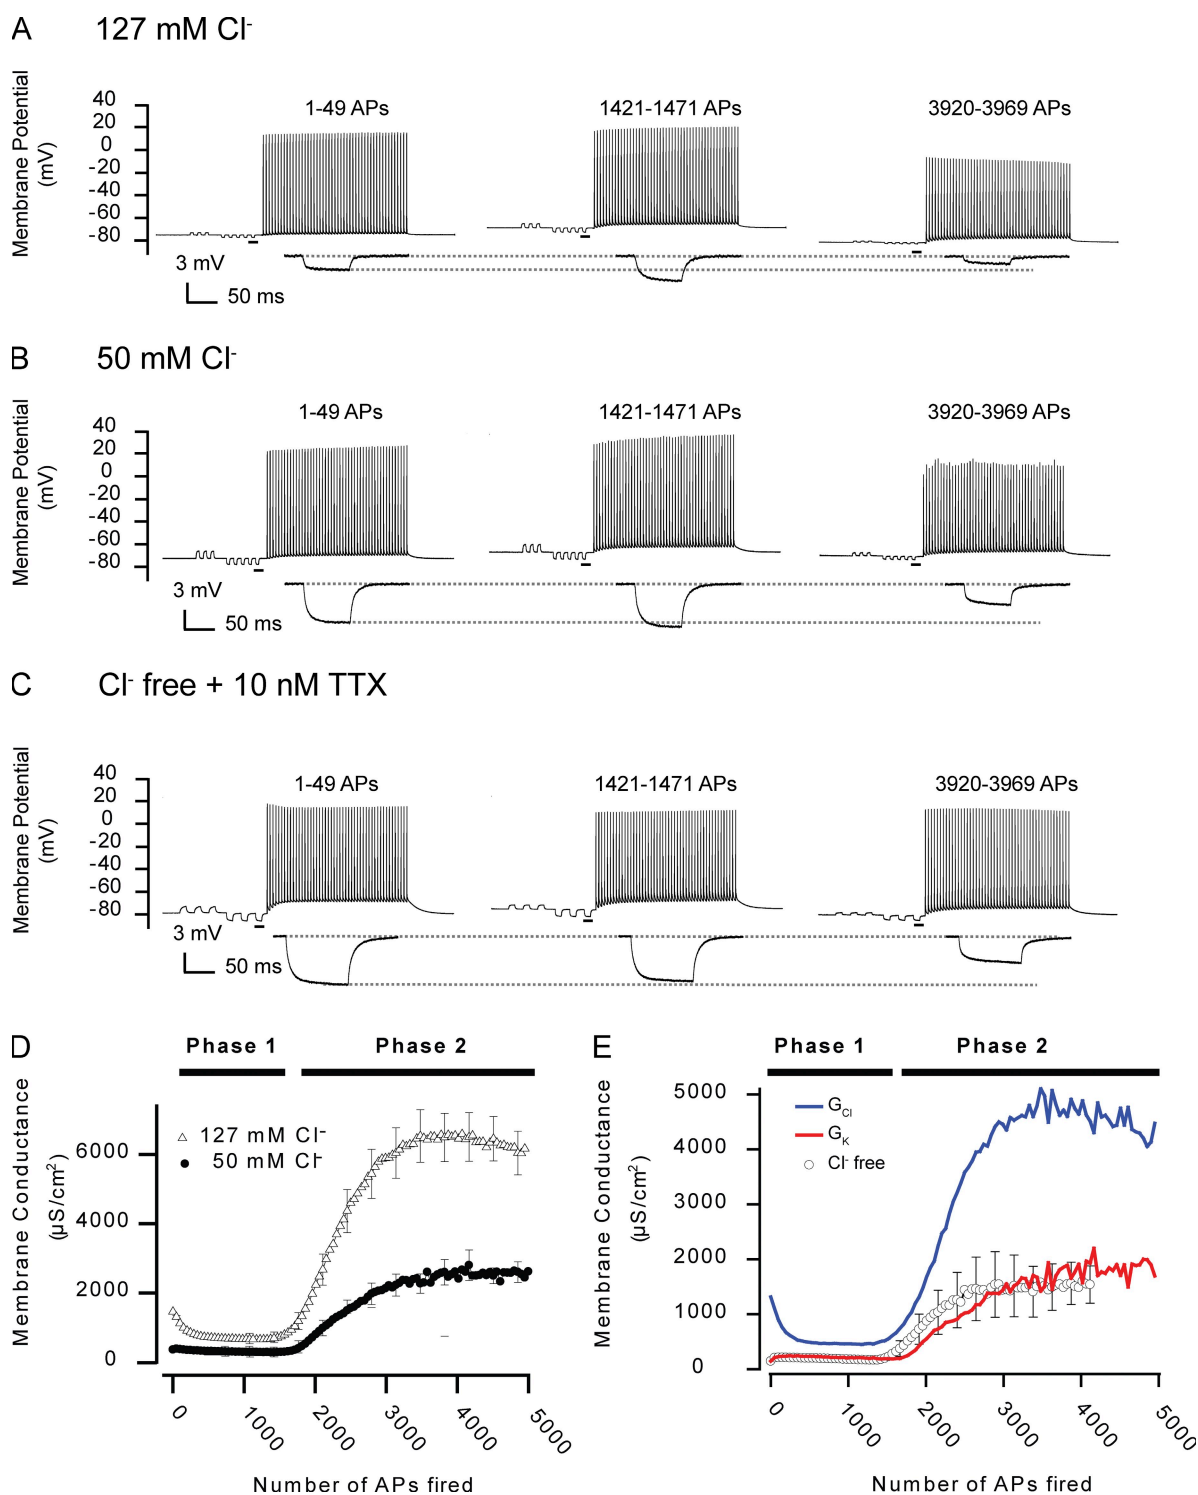 A 127 mM Cl-
Membrane Potential
(mV)
40
20
0
-20
-40
-60
-80
1-49 APs
1421-1471 APs
3920-3969 APs
3 mV
50 ms
B 50 mM Cl-
Membrane Potential
(mV)
40
20
0
-20
-40
-60
-80
1-49 APs
1421-1471 APs
3920-3969 APs
3 mV
50 ms
C Cl- free + 10 nM TTX
Membrane Potential
(mV)
40
20
0
-20
-40
-60
-80
1-49 APs
1421-1471 APs
3920-3969 APs
3 mV
50 ms
D
Phase 1
Phase 2
Membrane Conductance
(µS/cm²)
127 mM Cl-
50 mM Cl-
6000
4000
2000
0
0
1000
2000
3000
4000
5000
Number of APs fired
E
Phase 1
Phase 2
Membrane Conductance
(µS/cm²)
GCl
GK
Cl- free
5000
4000
3000
2000
1000
0
0
1000
2000
3000
4000
5000
Number of APs fired